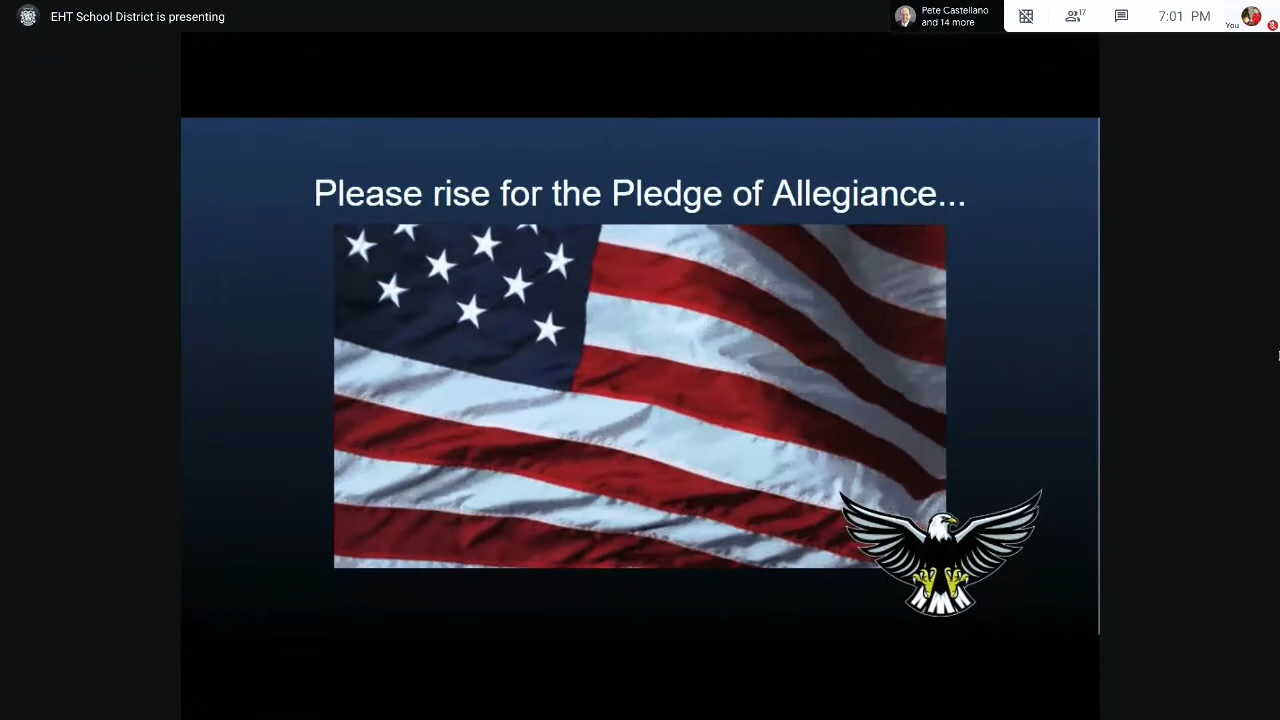 EHT School District is presenting
Pete Castellano
and 14 more
17
7:01 PM
You
Please rise for the Pledge of Allegiance...